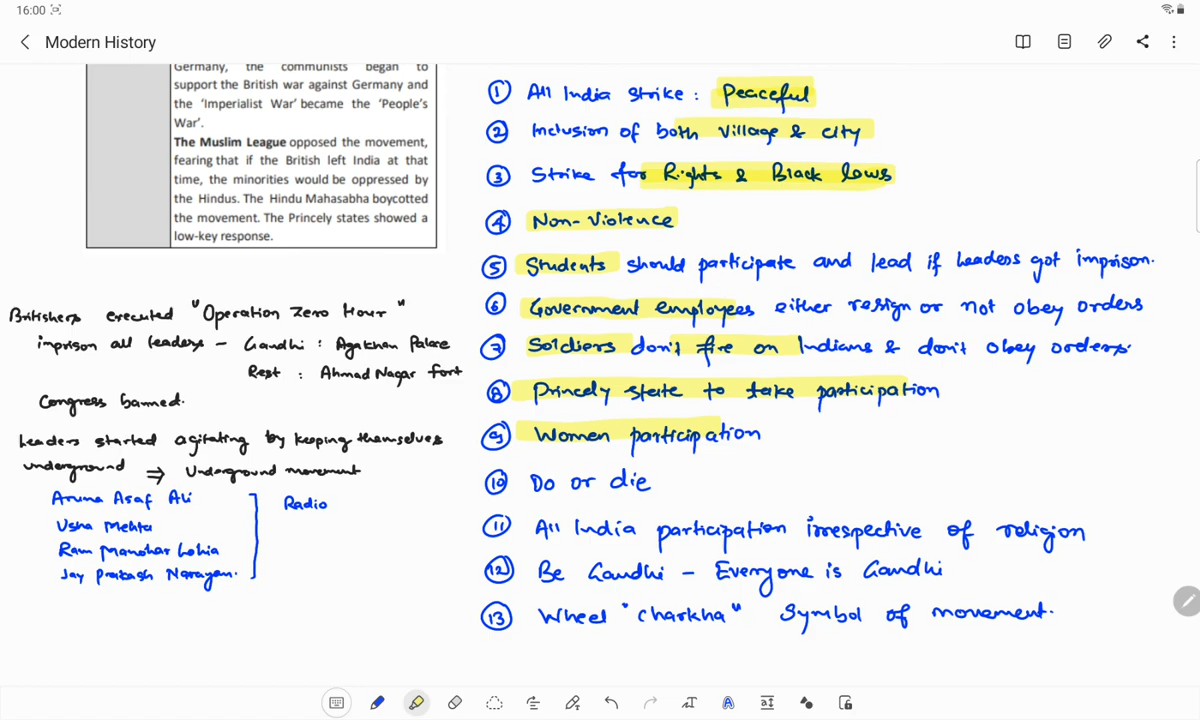 16:00
Modern History
Germany, the communists began to
support the British war against Germany and
the 'Imperialist War' became the 'People's
War'.
The Muslim League opposed the movement,
fearing that if the British left India at that
time, the minorities would be oppressed by
the Hindus. The Hindu Mahasabha boycotted
the movement. The Princely states showed a
low-key response.
Britishers executed "Operation Zero Hour"
imprison all leaders - Gandhi : Agakhan Palace
Rest : Ahmad Nagar fort
Congress banned.
Leaders started agitating by keeping themselves
underground ⇒ Underground movement
Aruna Asaf Ali
Usha Mehta
Ram Manohar Lohia
Jay Prakash Narayan.
Radio
① All India Strike : Peaceful
② Inclusion of both village & city
③ Strike for Rights & Black laws
④ Non-Violence
⑤ Students should participate and lead if leaders got imprison.
⑥ Government employees either resign or not obey orders
⑦ Soldiers don't fire on Indians & don't obey orders.
⑧ Princely state to take participation
⑨ Women participation
⑩ Do or die
⑪ All India participation irrespective of religion
⑫ Be Gandhi - Everyone is Gandhi
⑬ Wheel "Charkha" Symbol of movement.